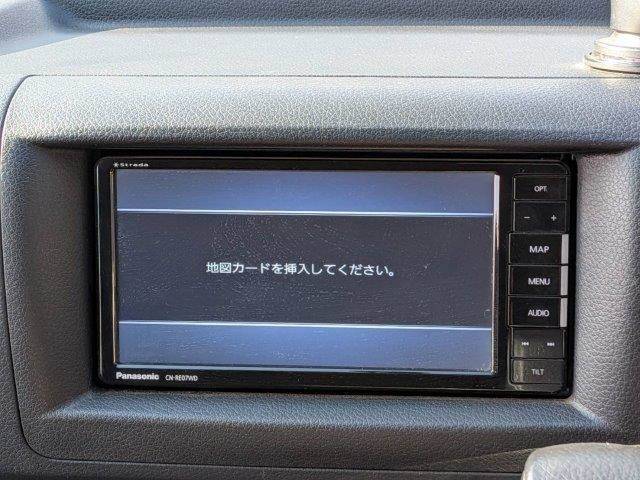 Strada
OPT
− +
MAP
地図カードを挿入してください。
MENU
AUDIO
TILT
Panasonic CN-RE07WD